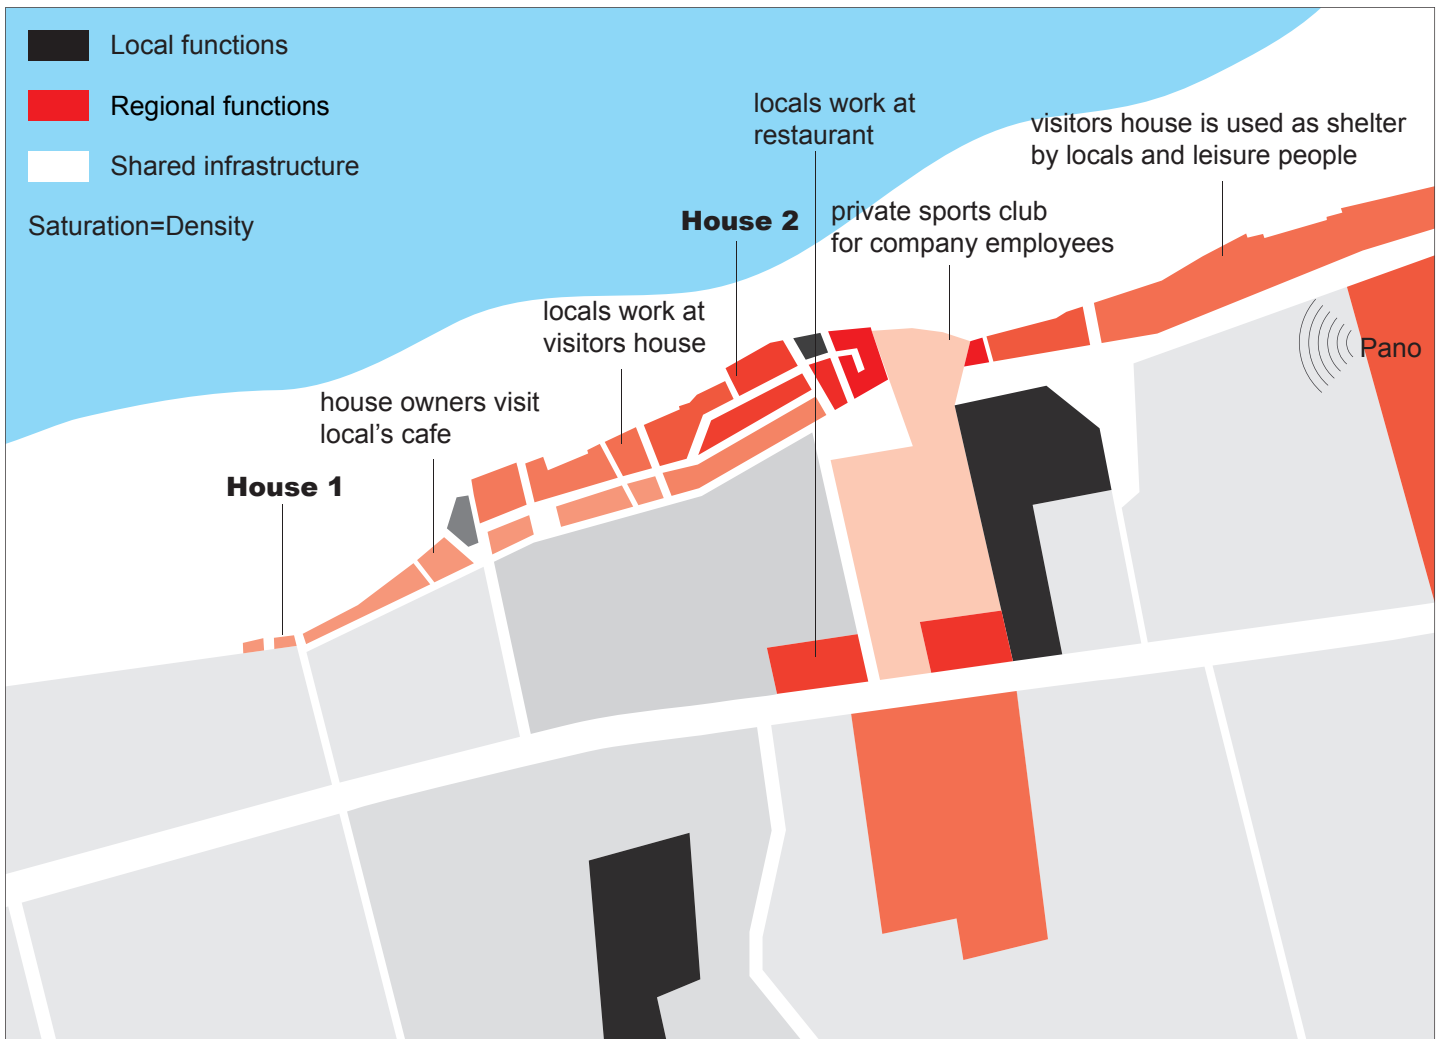 Local functions
Regional functions
Shared infrastructure
Saturation=Density
locals work at
restaurant
visitors house is used as shelter
by locals and leisure people
House 2
private sports club
for company employees
locals work at
visitors house
Pano
house owners visit
local's cafe
House 1